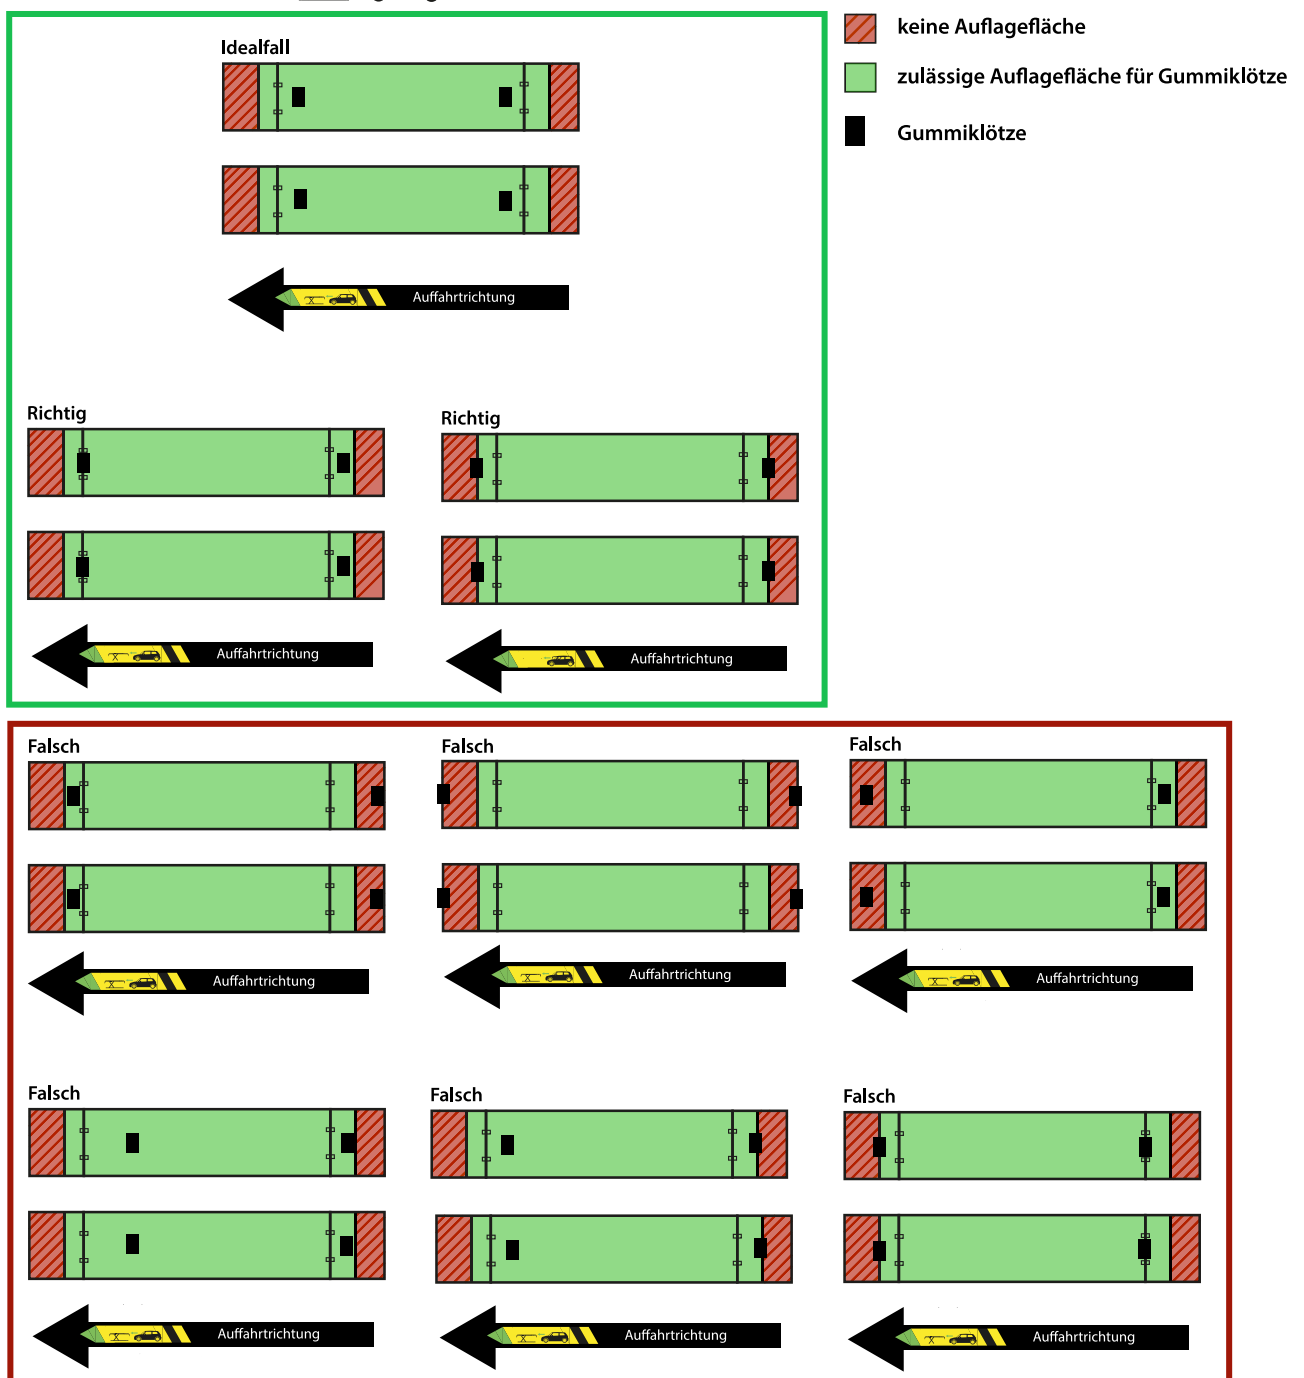 keine Auflagefläche
zulässige Auflagefläche für Gummiklötze
Gummiklötze
Idealfall
Auffahrtrichtung
Richtig
Richtig
Auffahrtrichtung
Auffahrtrichtung
Falsch
Falsch
Falsch
Auffahrtrichtung
Auffahrtrichtung
Auffahrtrichtung
Falsch
Falsch
Falsch
Auffahrtrichtung
Auffahrtrichtung
Auffahrtrichtung